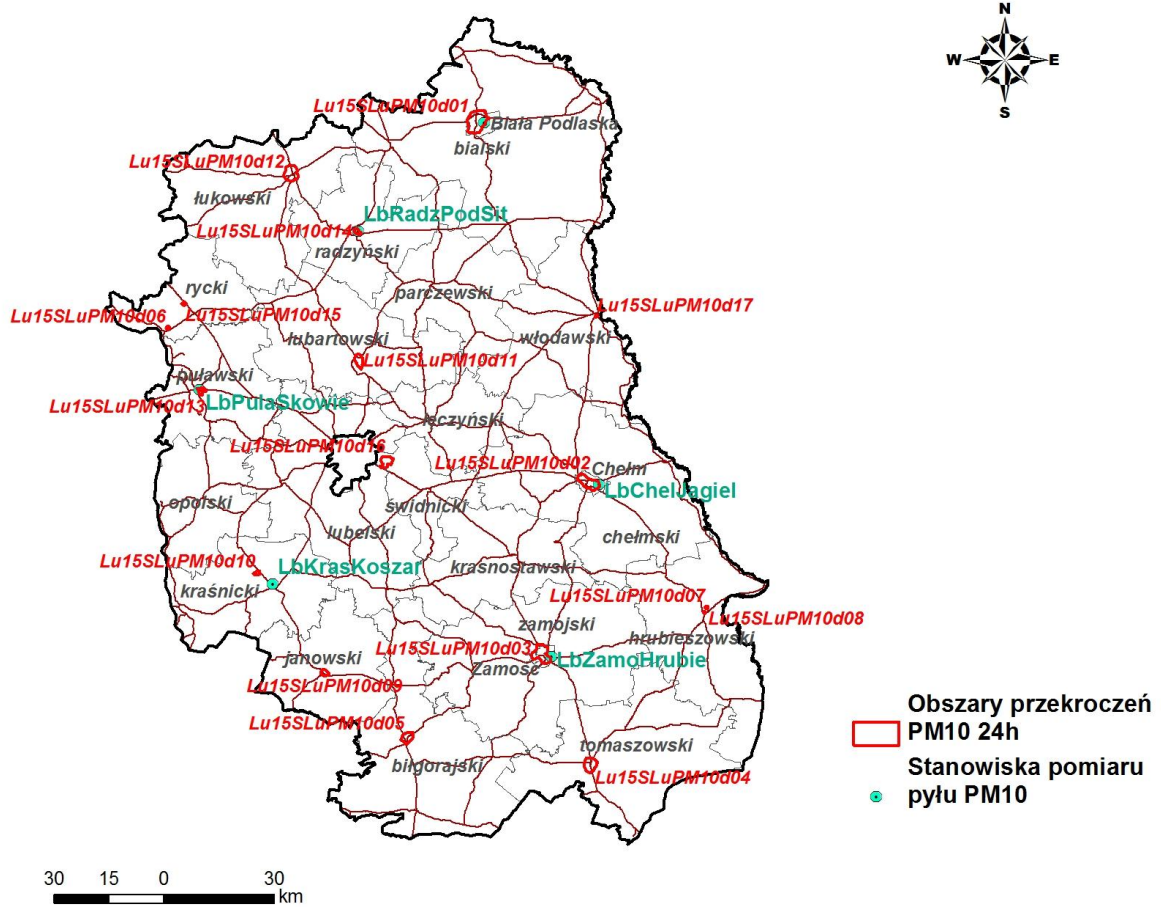 N
W
E
S
Lu15SLuPM10d01
Biała Podlaska
bialski
Lu15SLuPM10d12
łukowski
LbRadzPodSit
Lu15SLuPM10d14
radzyński
rycki
parczewski
Lu15SLuPM10d17
Lu15SLuPM10d06
Lu15SLuPM10d15
lubartowski
włodawski
Lu15SLuPM10d11
puławski
Lu15SLuPM10d13
LbPulaSkowie
łęczyński
Lu15SLuPM10d16
Lu15SLuPM10d02
Chełm
LbChelJagiel
opolski
świdnicki
lubelski
chełmski
Lu15SLuPM10d10
LbKrasKoszar
krasnostawski
kraśnicki
Lu15SLuPM10d07
Lu15SLuPM10d08
zamojski
hrubieszowski
Lu15SLuPM10d03
LbZamoHrubie
janowski
Zamość
Lu15SLuPM10d09
Lu15SLuPM10d05
tomaszowski
biłgorajski
Lu15SLuPM10d04
Obszary przekroczeń
PM10 24h
Stanowiska pomiaru
pyłu PM10
30 15 0 30
km